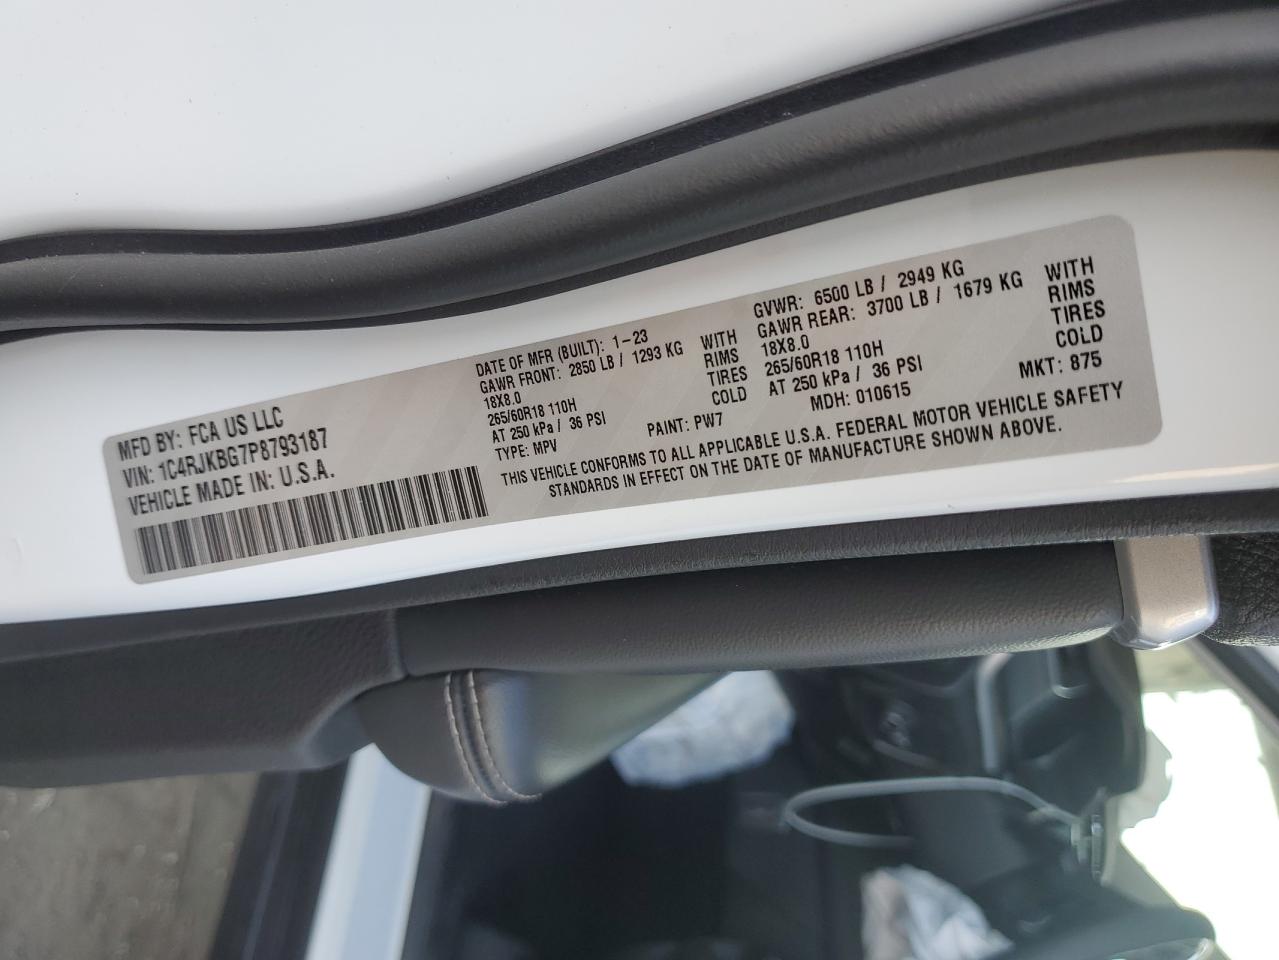 MFD BY: FCA US LLC
VIN: 1C4RJKBG7P8793187
VEHICLE MADE IN: U.S.A.
DATE OF MFR (BUILT): 1-23
GAWR FRONT: 2850 LB / 1293 KG WITH
18X8.0 RIMS
265/60R18 110H TIRES
AT 250 kPa / 36 PSI COLD
TYPE: MPV PAINT: PW7
GVWR: 6500 LB / 2949 KG
GAWR REAR: 3700 LB / 1679 KG WITH
18X8.0 RIMS
265/60R18 110H TIRES
AT 250 kPa / 36 PSI COLD
MDH: 010615 MKT: 875
THIS VEHICLE CONFORMS TO ALL APPLICABLE U.S.A. FEDERAL MOTOR VEHICLE SAFETY
STANDARDS IN EFFECT ON THE DATE OF MANUFACTURE SHOWN ABOVE.